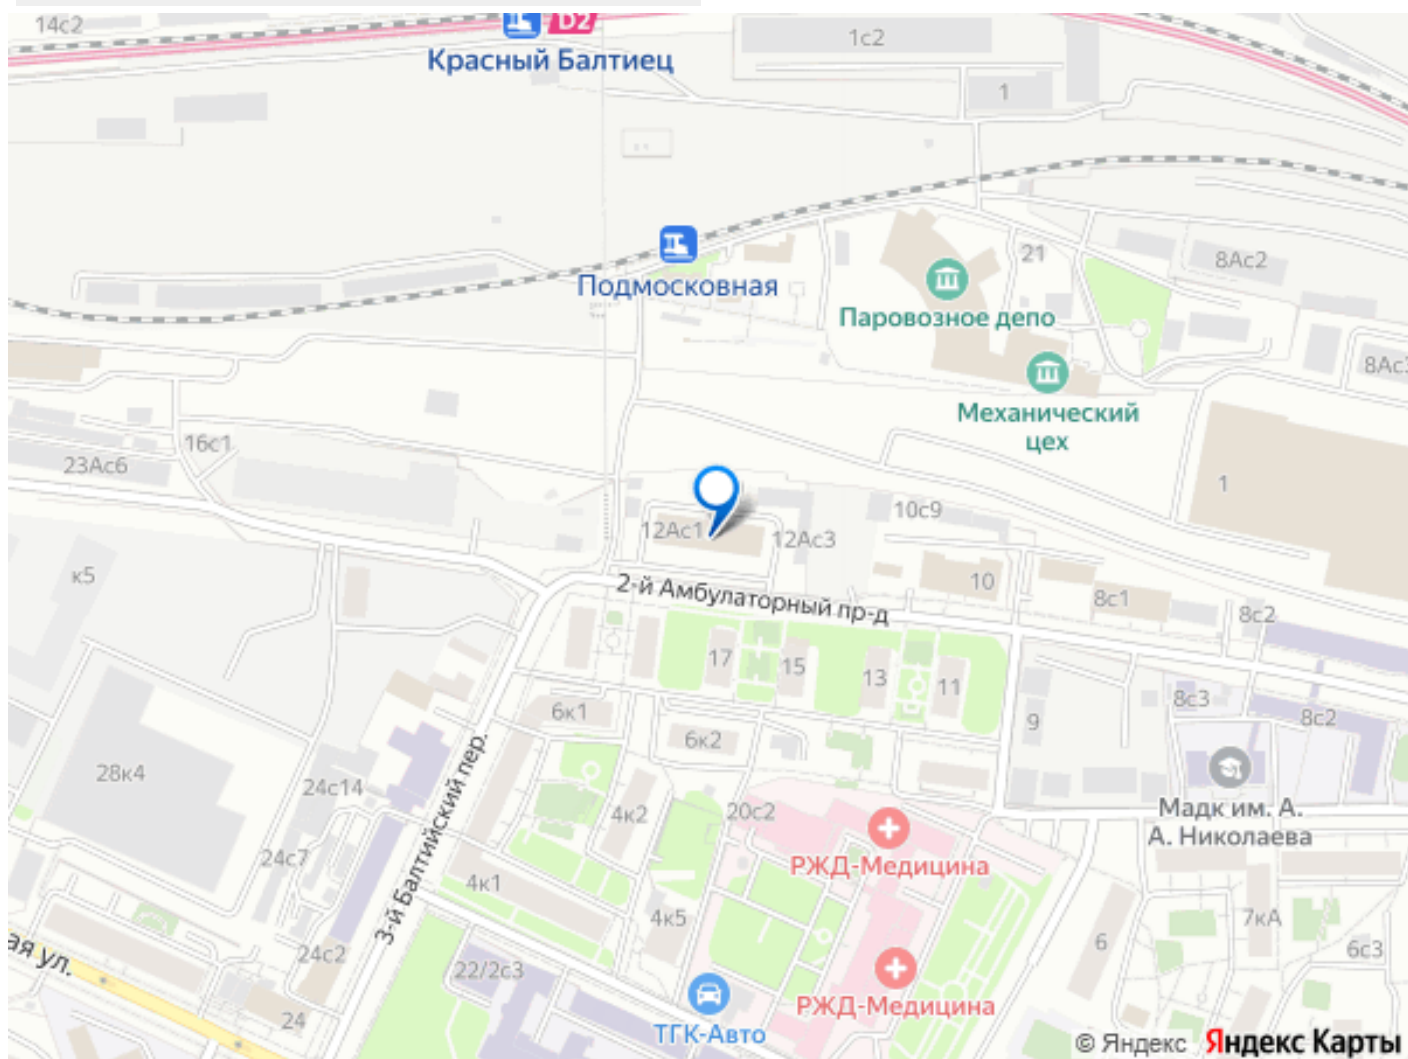 14с2
D2
1с2
Красный Балтиец
1
21
8Ас2
Подмосковная
Паровозное депо
8Ас3
Механический
цех
16с1
23Ас6
1
10с9
12Ас1
12Ас3
к5
10
2-й Амбулаторный пр-д
8с1
8с2
17
15
13
11
8с3
6к1
9
8с2
6к2
28к4
24с14
3-й Балтийский пер.
4к2
20с2
Мадк им. А.
А. Николаева
24с7
РЖД-Медицина
4к1
4к5
7кА
ая ул.
24с2
6
6с3
22/2с3
РЖД-Медицина
24
ТГК-Авто
© Яндекс Яндекс Карты